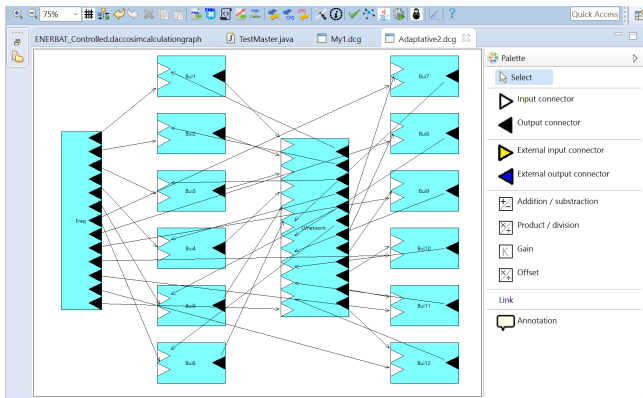 75%
Quick Access
ENERBAT_Controlled.daccosimcalculationgraph
TestMaster.java
My1.dcg
Adaptative2.dcg
Palette
Select
Input connector
Output connector
External input connector
External output connector
Addition / substraction
Product / division
Gain
Offset
Link
Annotation
Bui1
Bui7
Bui2
Bui8
Bui3
Bui9
Freq
LVnetwork
Bui4
Bui10
Bui5
Bui11
Bui6
Bui12